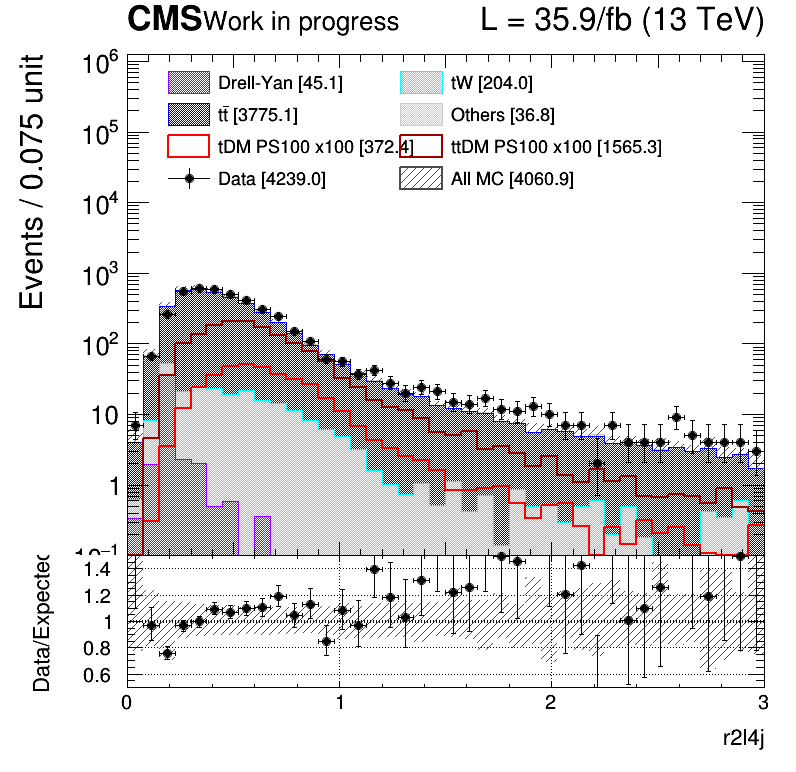 CMS Work in progress L = 35.9/fb (13 TeV)
Events / 0.075 unit
10⁶
10⁵
10⁴
10³
10²
10
1
10⁻¹
Drell-Yan [45.1]
tW [204.0]
tt̄ [3775.1]
Others [36.8]
tDM PS100 x100 [372.4]
ttDM PS100 x100 [1565.3]
Data [4239.0]
All MC [4060.9]
Data/Expected
1.4
1.2
1
0.8
0.6
0 1 2 3
r2l4j